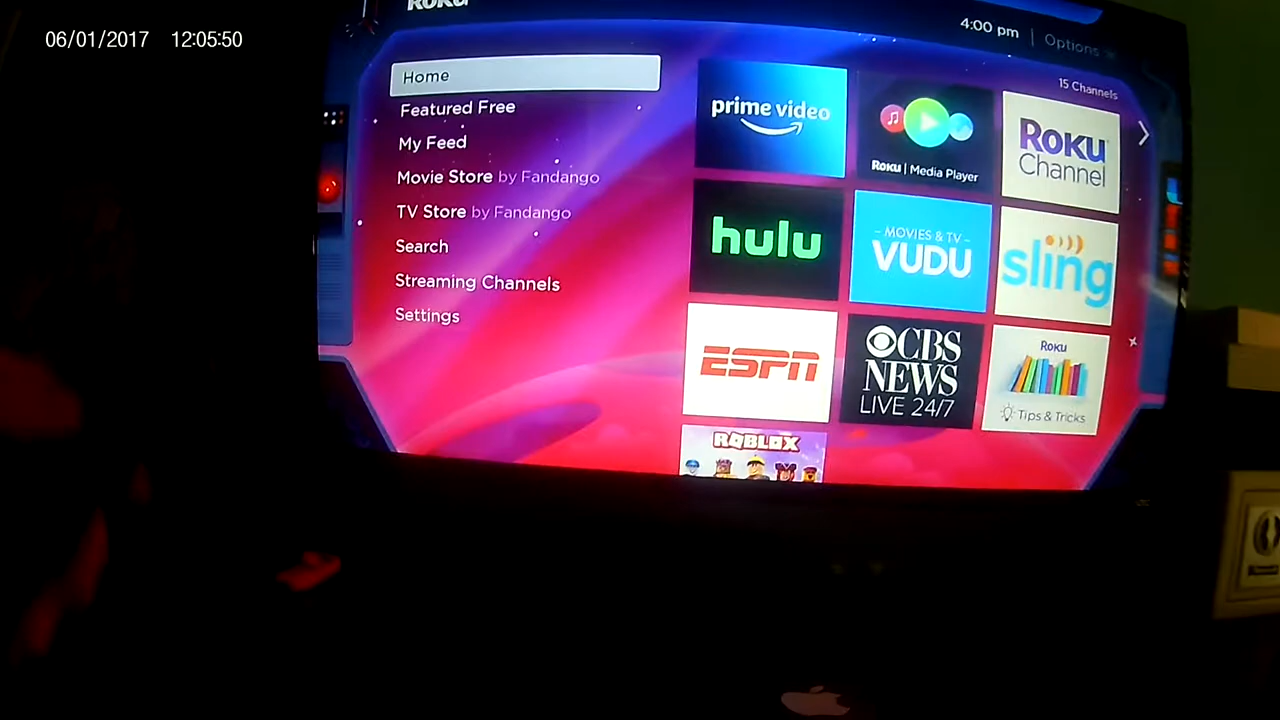 06/01/2017 12:05:50
Roku
4:00 pm | Options
15 Channels
Home
Featured Free
My Feed
Movie Store by Fandango
TV Store by Fandango
Search
Streaming Channels
Settings
prime video
Roku | Media Player
Roku
Channel
hulu
MOVIES & TV
VUDU
sling
ESPN
CBS
NEWS
LIVE 24/7
Roku
Tips & Tricks
ROBLOX